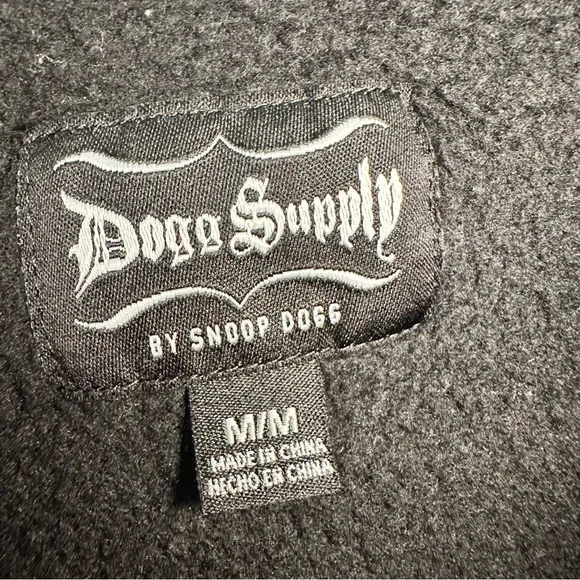 Dogg Supply
BY SNOOP DOGG
M/M
MADE IN CHINA
HECHO EN CHINA